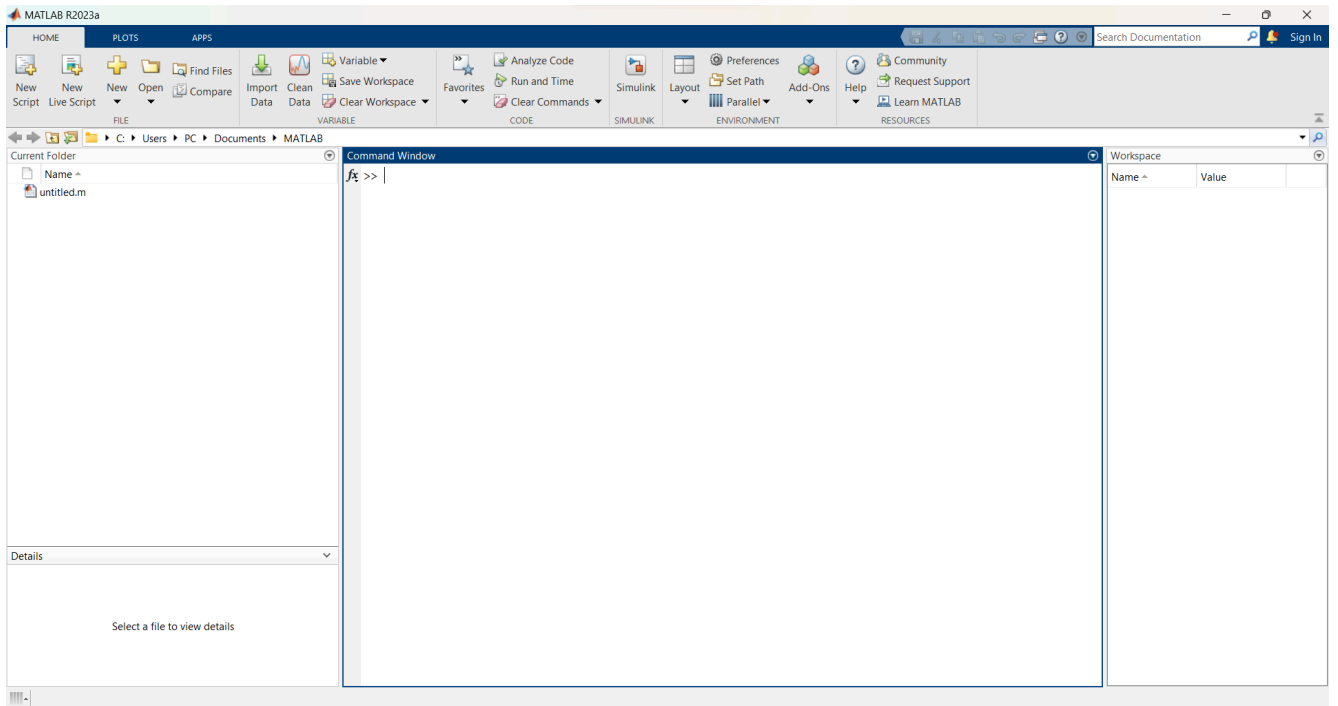 MATLAB R2023a
HOME PLOTS APPS
Search Documentation
Sign In
New Script
New Live Script
New
Open
Find Files
Compare
FILE
Import Data
Clean Data
Variable
Save Workspace
Clear Workspace
VARIABLE
Favorites
Analyze Code
Run and Time
Clear Commands
CODE
Simulink
SIMULINK
Layout
Preferences
Set Path
Parallel
Add-Ons
ENVIRONMENT
Help
Community
Request Support
Learn MATLAB
RESOURCES
C: Users PC Documents MATLAB
Current Folder
Name
untitled.m
Details
Select a file to view details
Command Window
fx >>
Workspace
Name Value